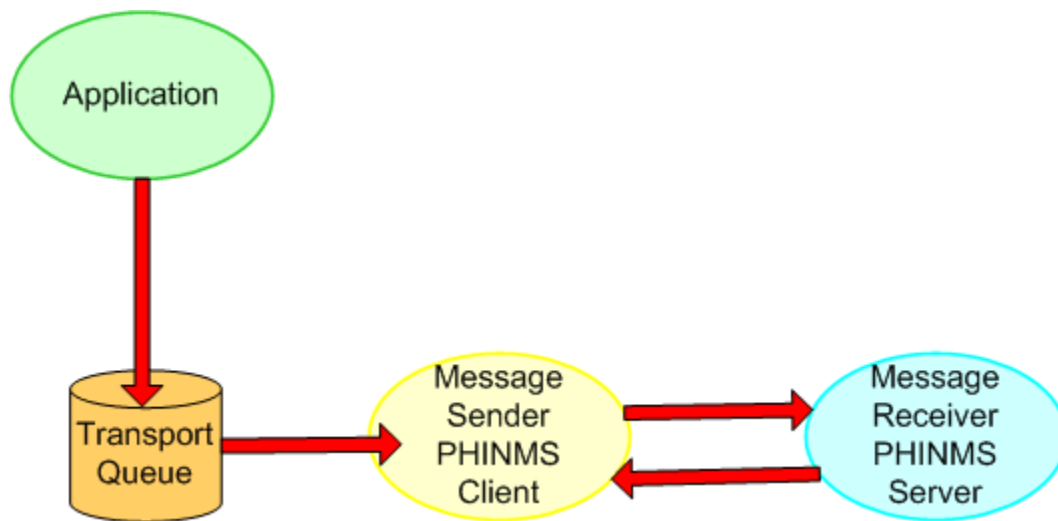 Application
Transport
Queue
Message
Sender
PHINMS
Client
Message
Receiver
PHINMS
Server